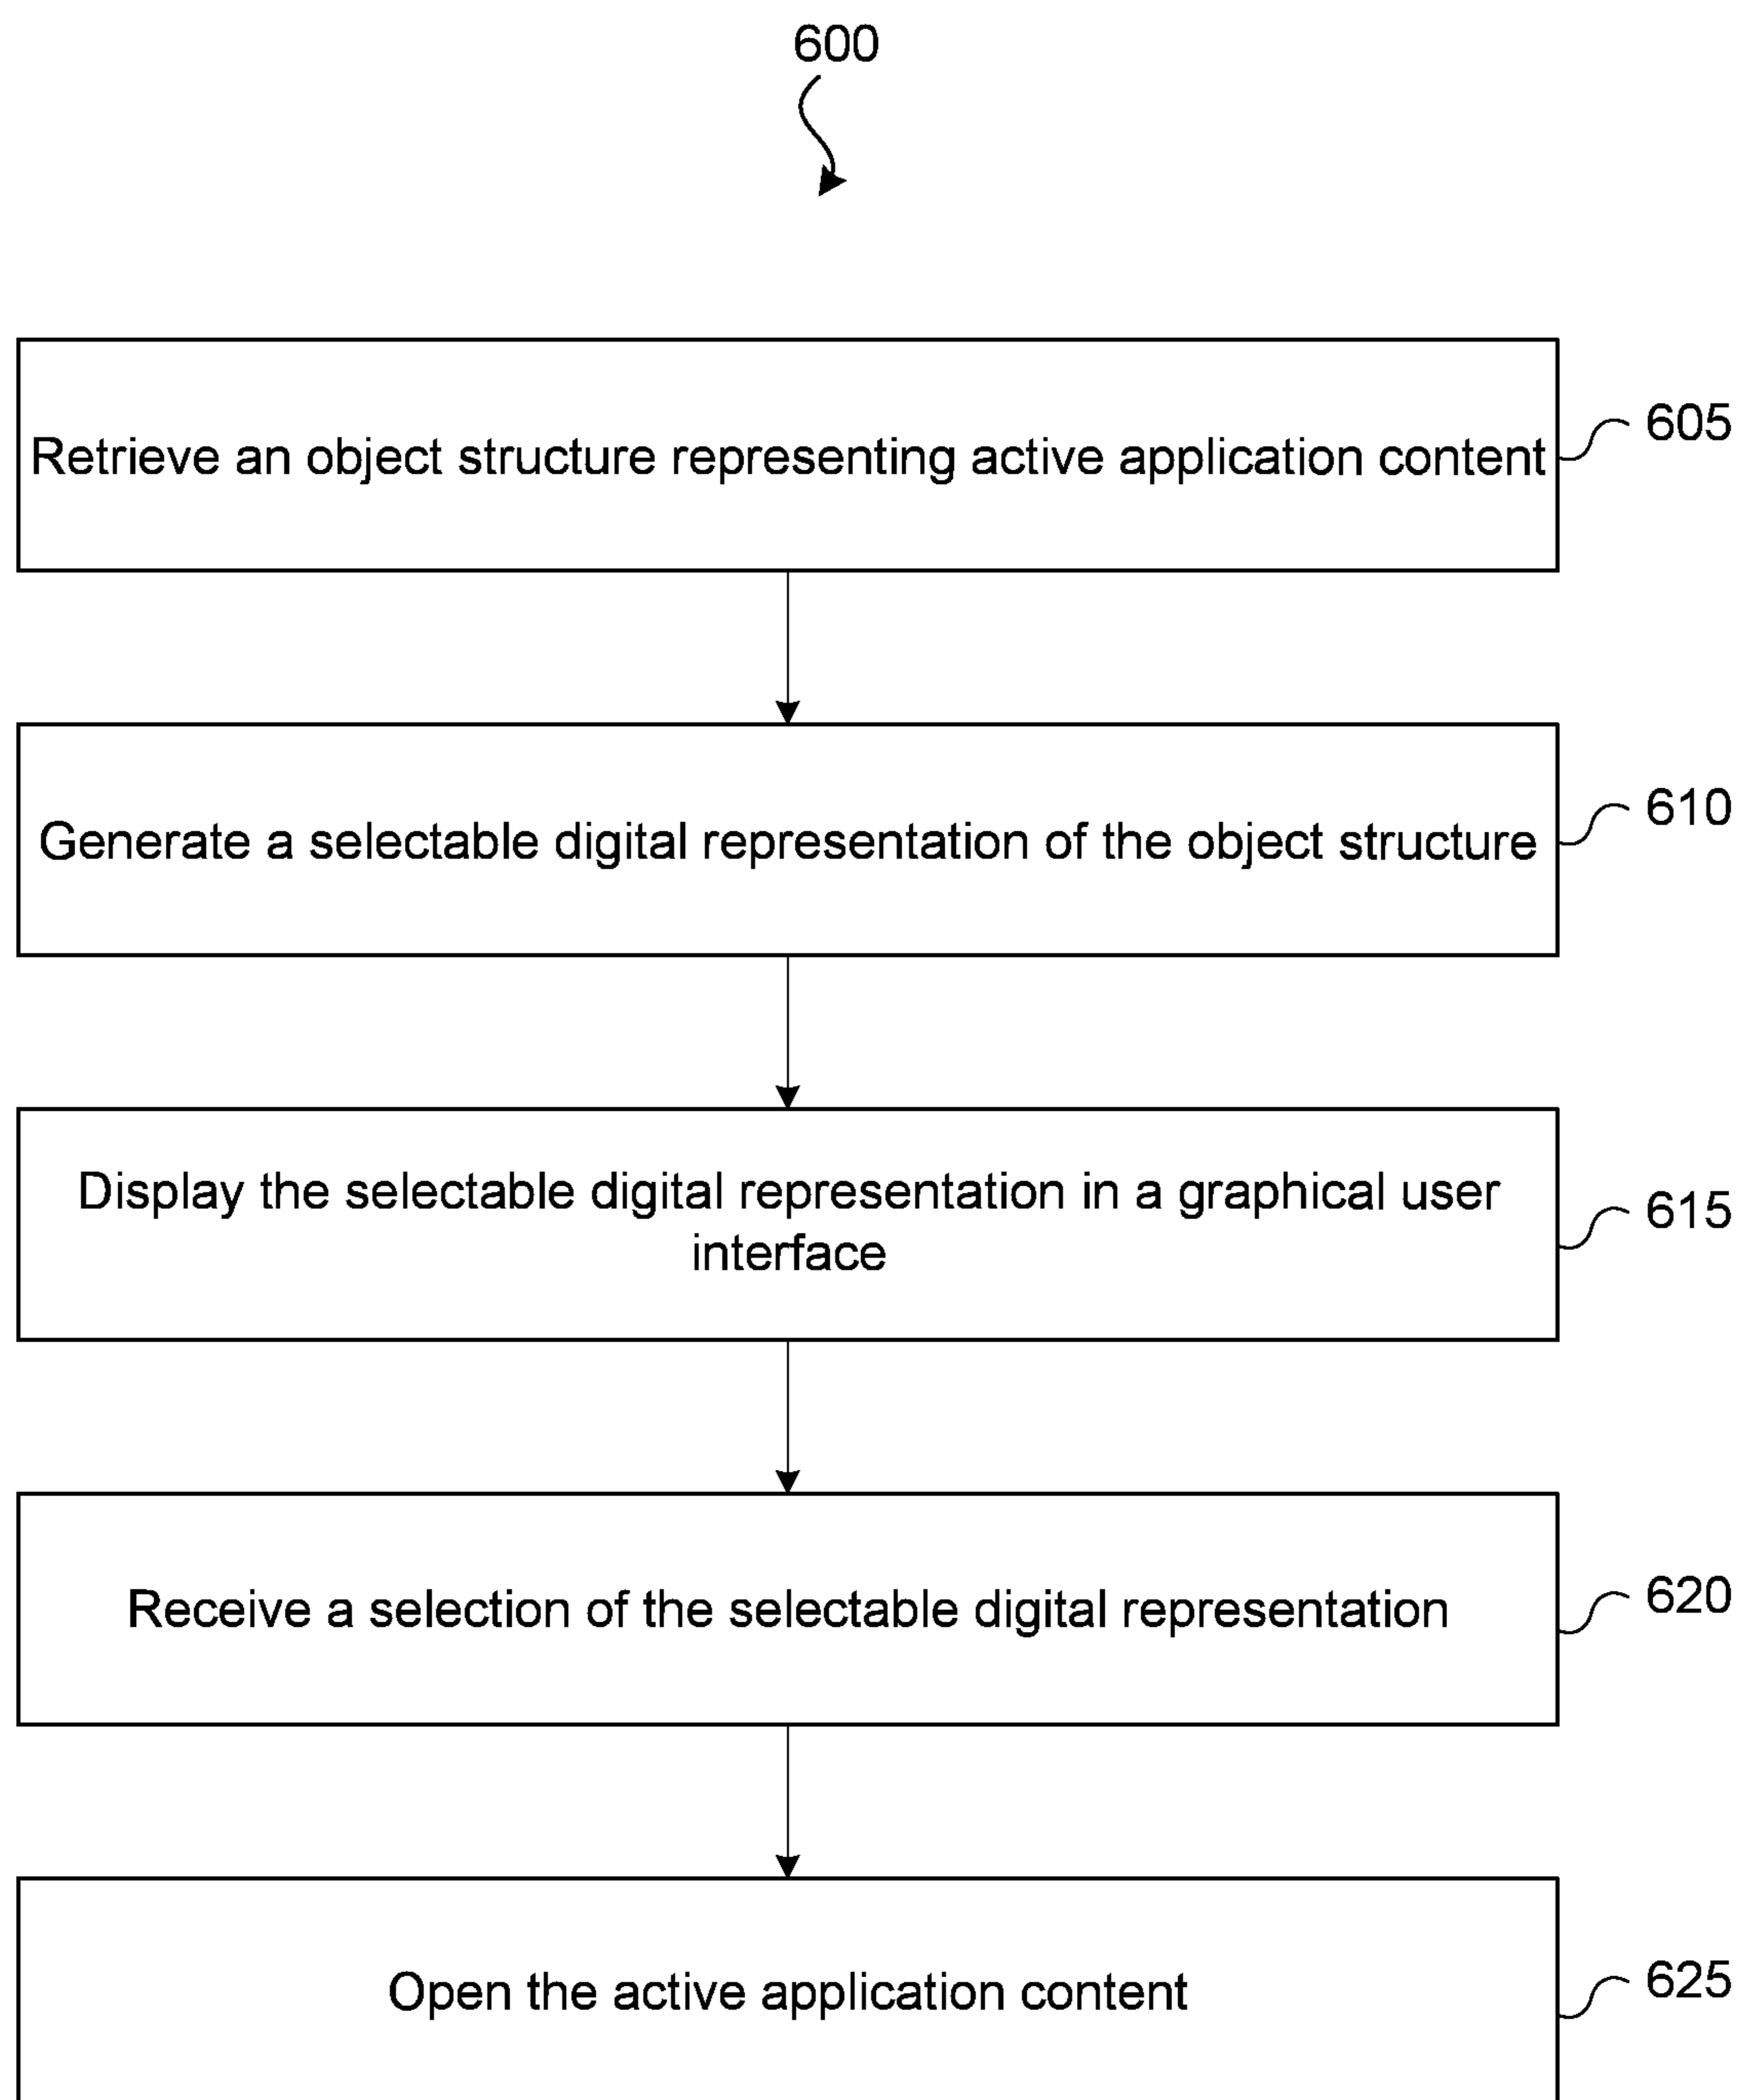 600
Retrieve an object structure representing active application content
605
Generate a selectable digital representation of the object structure
610
Display the selectable digital representation in a graphical user
interface
615
Receive a selection of the selectable digital representation
620
Open the active application content
625